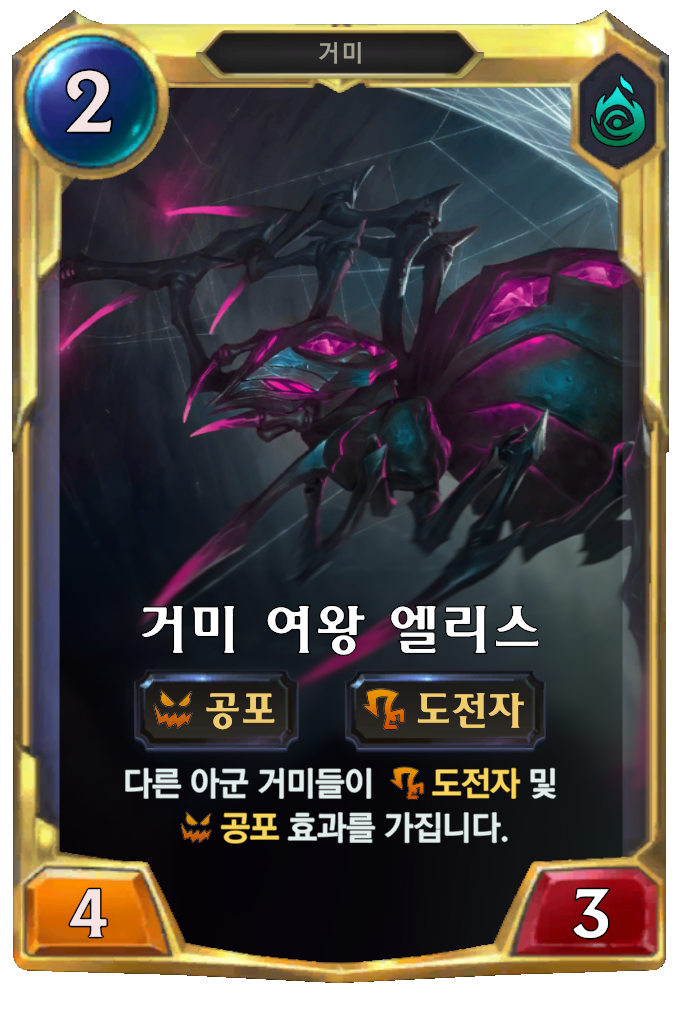 거미
2
거미 여왕 엘리스
공포 도전자
다른 아군 거미들이 도전자 및
공포 효과를 가집니다.
4 3